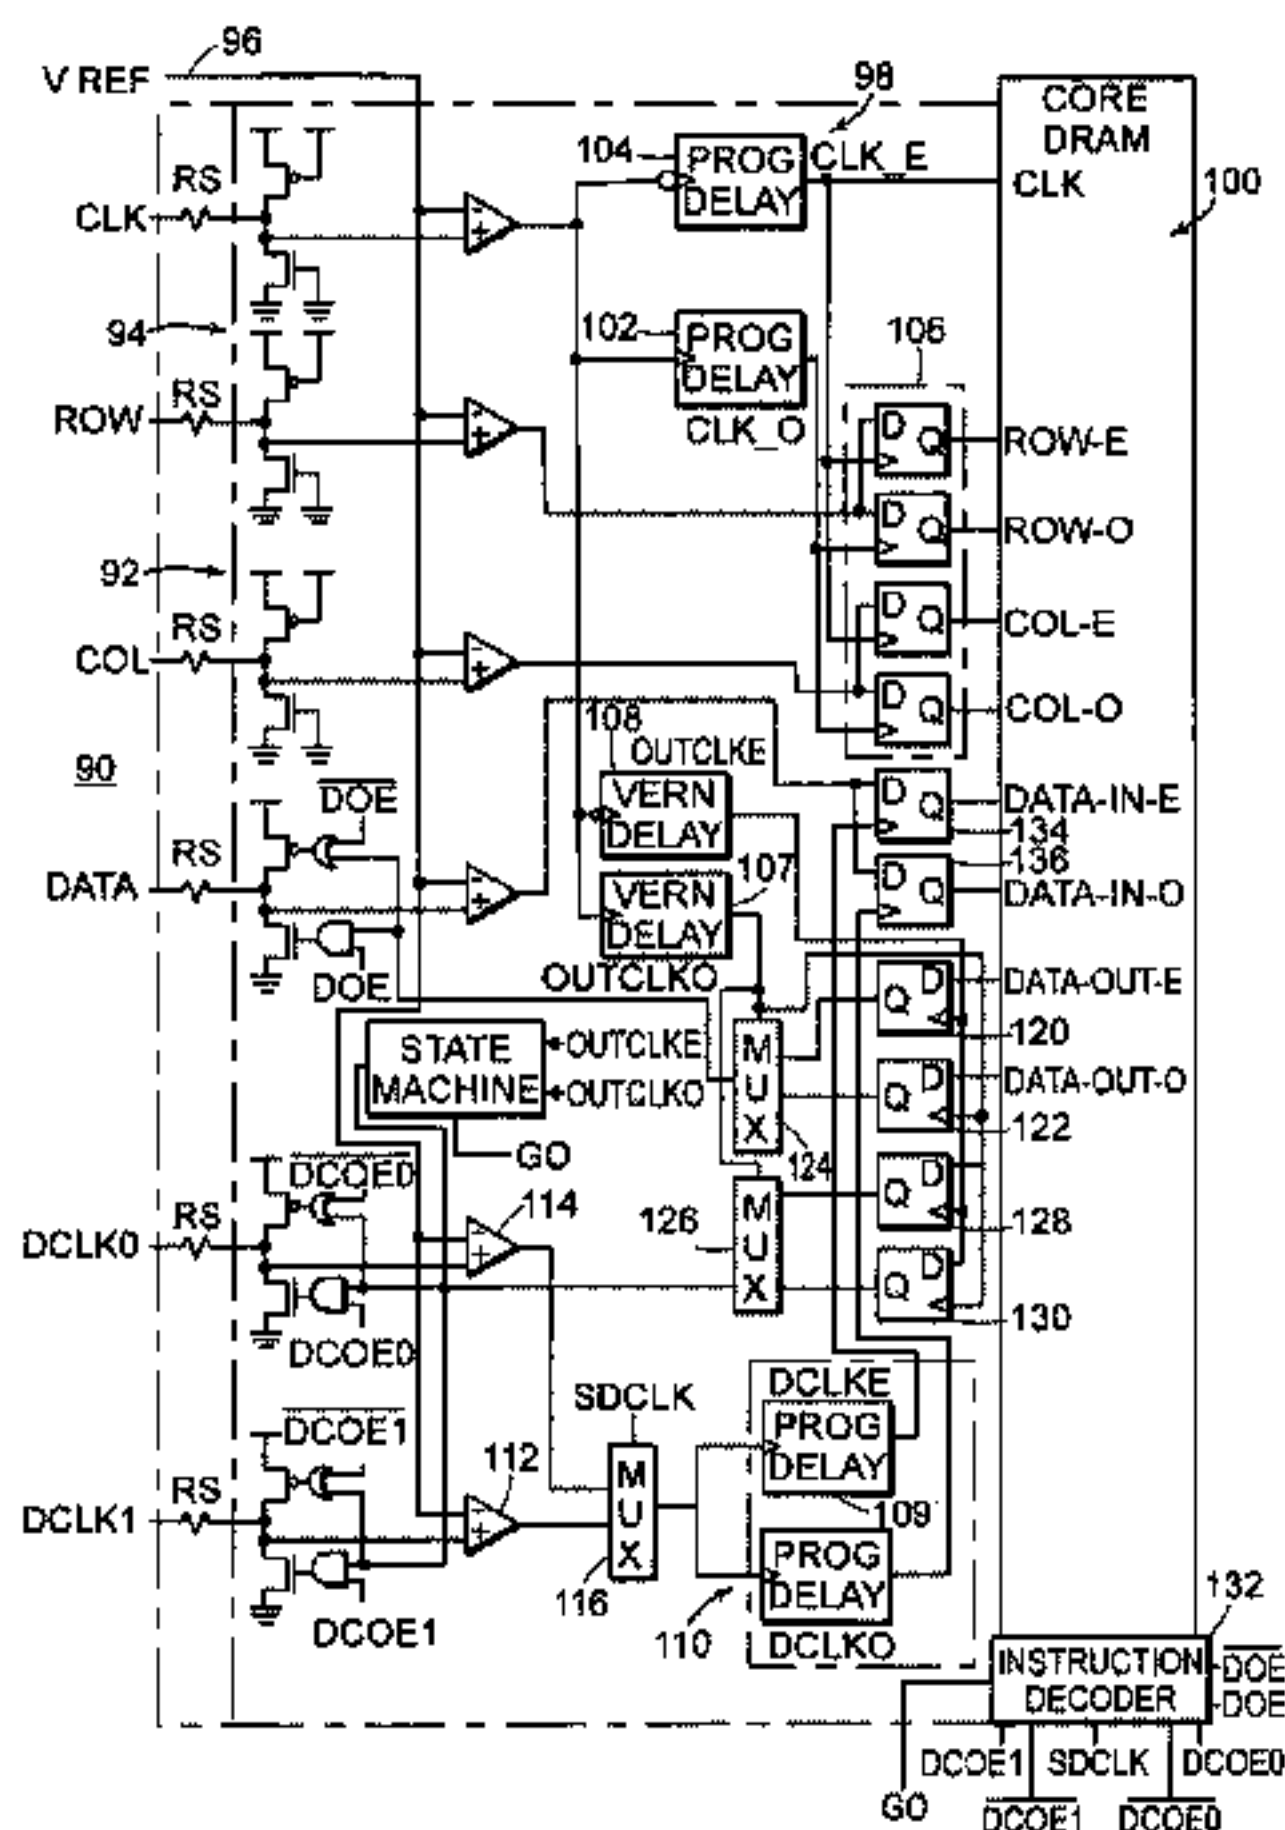 96
V REF
98
CORE
DRAM
104
PROG
DELAY
CLK_E
RS
CLK
CLK
100
94
102
PROG
DELAY
CLK_O
106
RS
ROW
D
Q
ROW-E
D
Q
ROW-O
92
RS
COL
D
Q
COL-E
D
Q
COL-O
90
108
OUTCLKE
VERN
DELAY
D
Q
DATA-IN-E
134
DOE
RS
DATA
107
VERN
DELAY
OUTCLKO
136
D
Q
DATA-IN-O
DOE
D
Q
DATA-OUT-E
120
STATE
MACHINE
OUTCLKE
OUTCLKO
GO
M
U
X
124
D
Q
DATA-OUT-O
122
DCOE0
RS
DCLK0
114
126
M
U
X
D
Q
128
D
Q
130
DCOE0
DCOE1
RS
DCLK1
112
SDCLK
M
U
X
116
DCLKE
PROG
DELAY
109
PROG
DELAY
DCLKO
110
DCOE1
132
INSTRUCTION
DECODER
DOE
DOE
DCOE1
SDCLK
DCOE0
GO
DCOE1
DCOE0